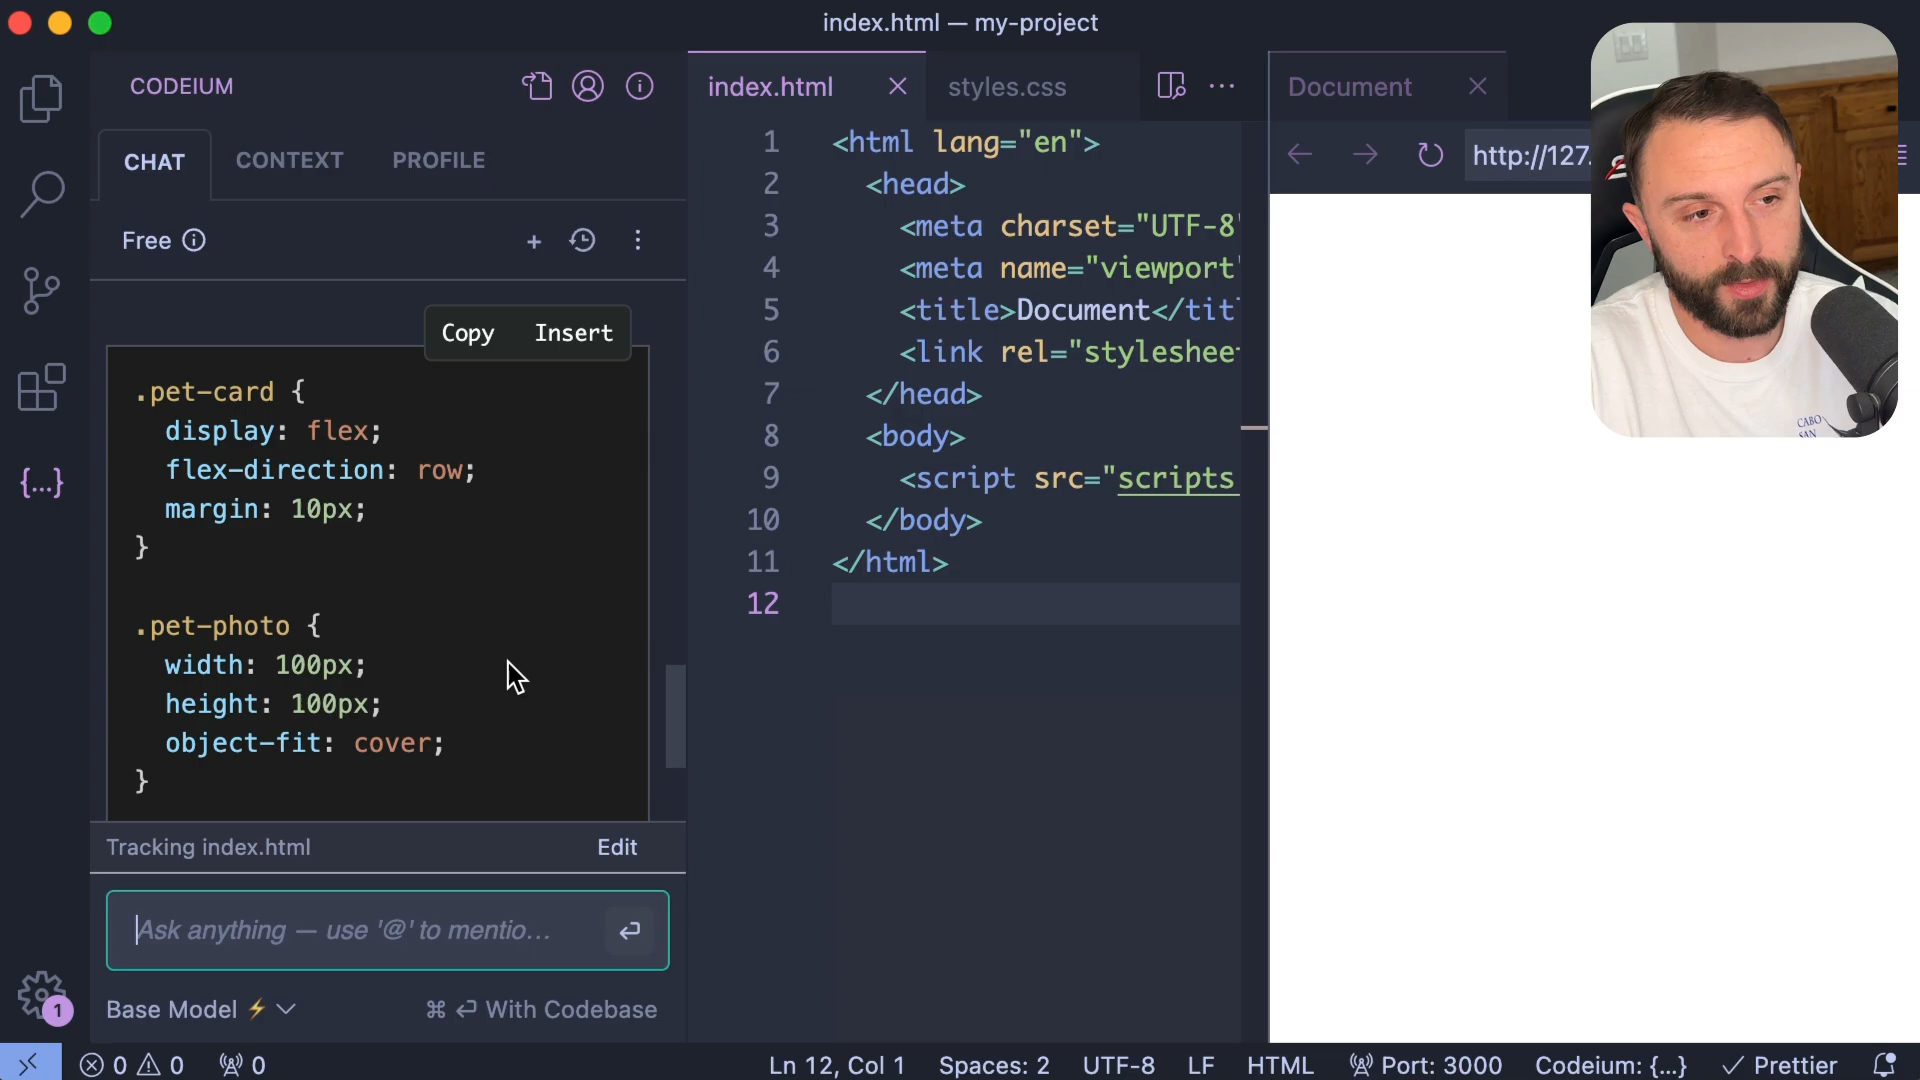 index.html — my-project
CODEIUM
CHAT CONTEXT PROFILE
Free
Copy Insert
.pet-card {
display: flex;
flex-direction: row;
margin: 10px;
}
.pet-photo {
width: 100px;
height: 100px;
object-fit: cover;
}
Tracking index.html Edit
Ask anything — use '@' to mentio...
Base Model With Codebase
index.html styles.css
1 <html lang="en">
2 <head>
3 <meta charset="UTF-8"
4 <meta name="viewport"
5 <title>Document</titl
6 <link rel="styleshee
7 </head>
8 <body>
9 <script src="scripts
10 </body>
11 </html>
12
Document
http://127.
CABO
SAN
1
0 0 0 Ln 12, Col 1 Spaces: 2 UTF-8 LF HTML Port: 3000 Codeium: {...} Prettier